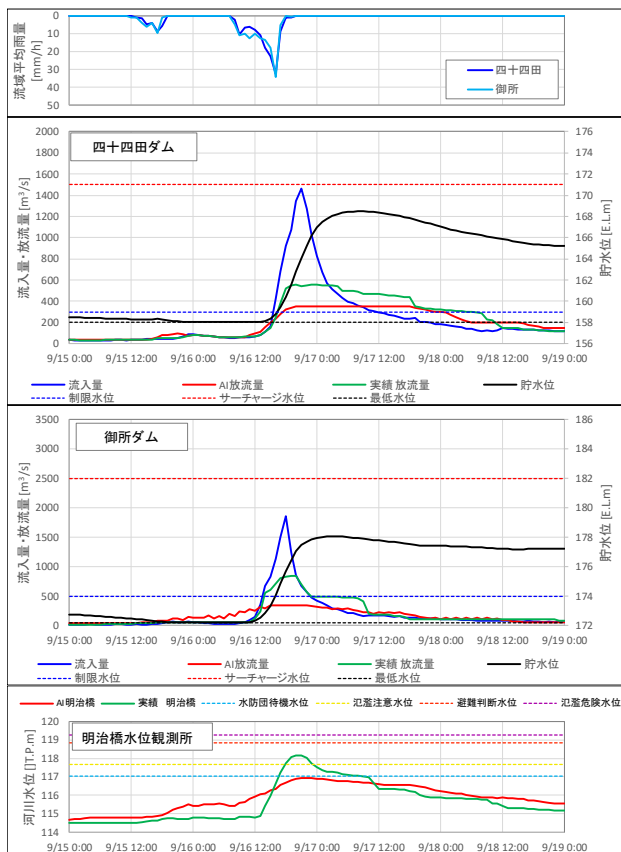 流域平均雨量
[mm/h]
0
10
20
30
40
50
四十四田
御所
四十四田ダム
流入量・放流量 [m³/s]
2000
1800
1600
1400
1200
1000
800
600
400
200
0
貯水位 [E.L.m]
176
174
172
170
168
166
164
162
160
158
156
9/15 0:00 9/15 12:00 9/16 0:00 9/16 12:00 9/17 0:00 9/17 12:00 9/18 0:00 9/18 12:00 9/19 0:00
流入量 AI放流量 実績 放流量 貯水位
制限水位 サーチャージ水位 最低水位
御所ダム
流入量・放流量 [m³/s]
3500
3000
2500
2000
1500
1000
500
0
貯水位 [E.L.m]
186
184
182
180
178
176
174
172
9/15 0:00 9/15 12:00 9/16 0:00 9/16 12:00 9/17 0:00 9/17 12:00 9/18 0:00 9/18 12:00 9/19 0:00
流入量 AI放流量 実績 放流量 貯水位
制限水位 サーチャージ水位 最低水位
AI明治橋 実績 明治橋 水防団待機水位 氾濫注意水位 避難判断水位 氾濫危険水位
明治橋水位観測所
河川水位 []T.P.m]
120
119
118
117
116
115
114
9/15 0:00 9/15 12:00 9/16 0:00 9/16 12:00 9/17 0:00 9/17 12:00 9/18 0:00 9/18 12:00 9/19 0:00